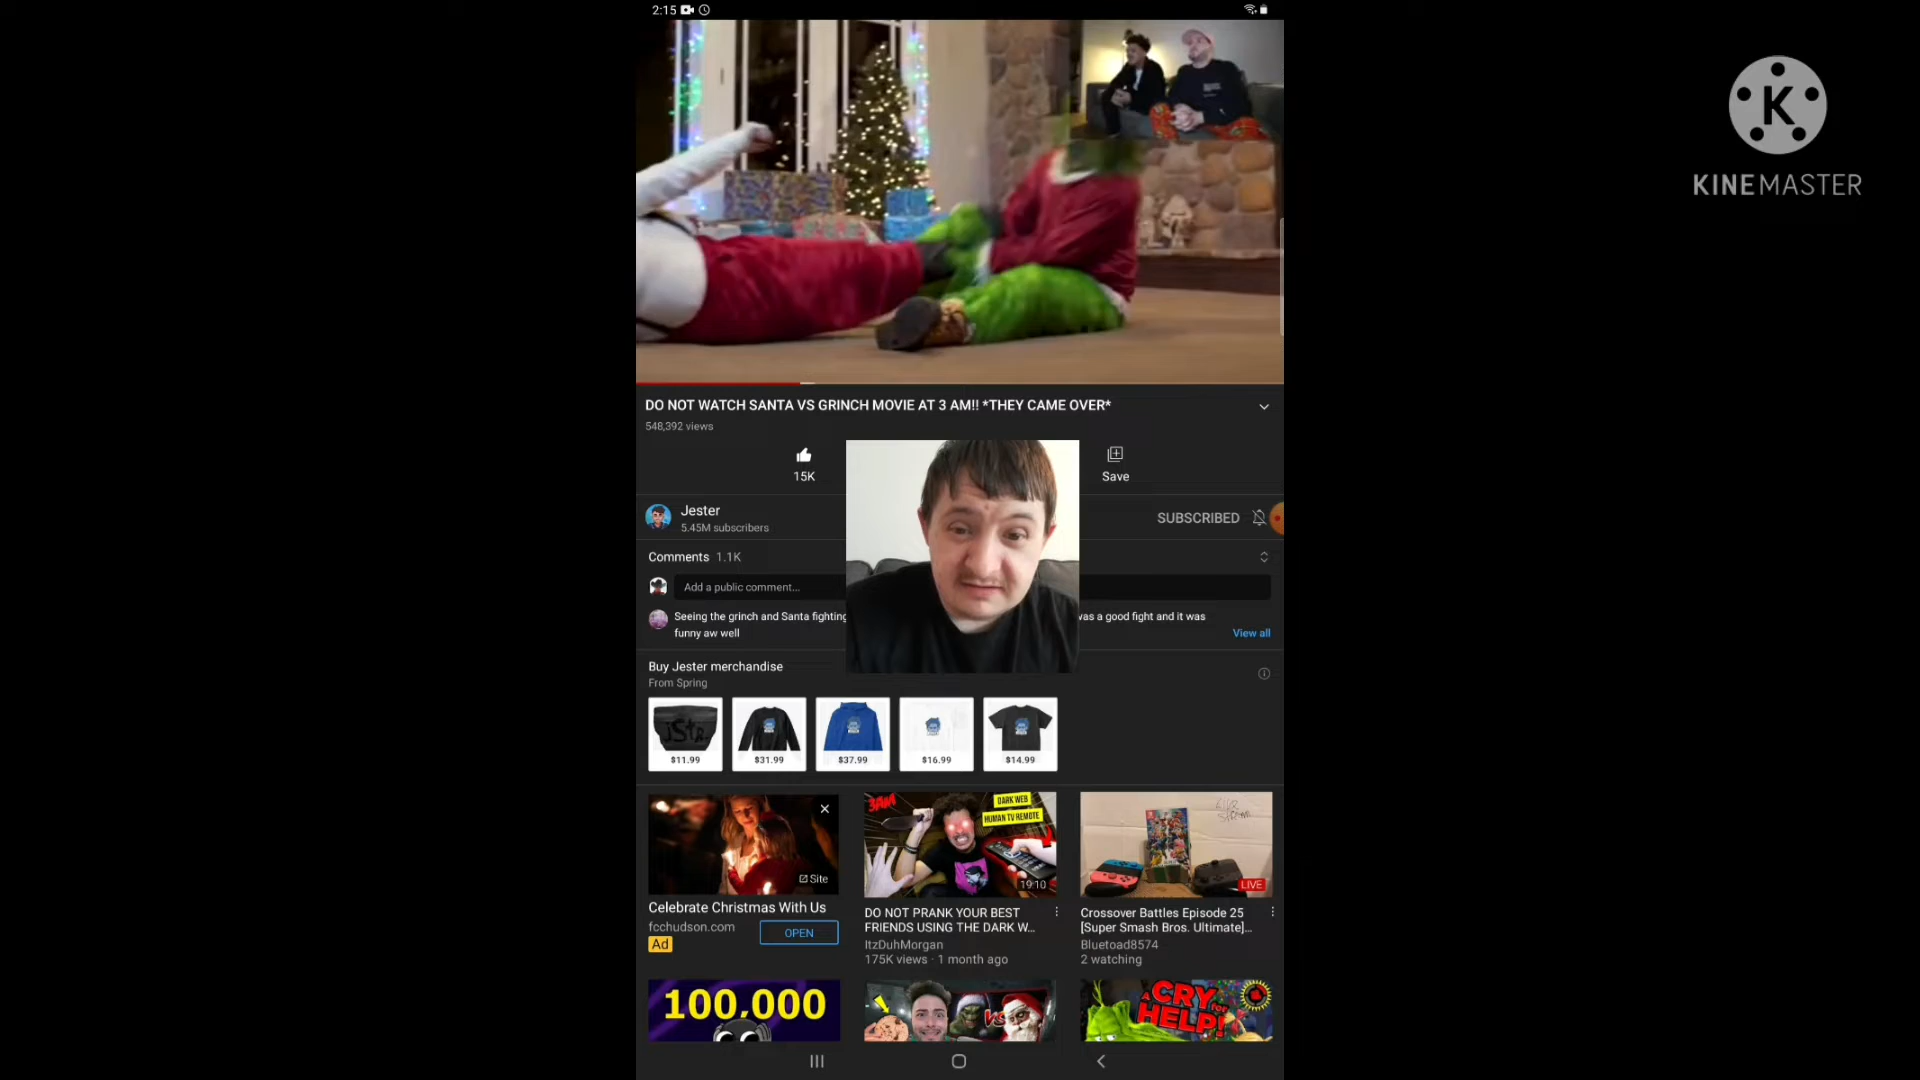 2:15
KINEMASTER
DO NOT WATCH SANTA VS GRINCH MOVIE AT 3 AM!! *THEY CAME OVER*
548,392 views
15K
Save
Jester
5.45M subscribers
SUBSCRIBED
Comments 1.1K
Add a public comment...
Seeing the grinch and Santa fighting
was a good fight and it was
funny aw well
View all
Buy Jester merchandise
From Spring
$11.99
$31.99
$37.99
$16.99
$14.99
Site
Celebrate Christmas With Us
fcchudson.com
Ad
OPEN
3AM
DARK WEB
HUMAN TV REMOTE
19:10
DO NOT PRANK YOUR BEST
FRIENDS USING THE DARK W...
ItzDuhMorgan
175K views · 1 month ago
LIVE
Crossover Battles Episode 25
[Super Smash Bros. Ultimate]...
Bluetoad8574
2 watching
100,000
VS
A CRY for
HELP!